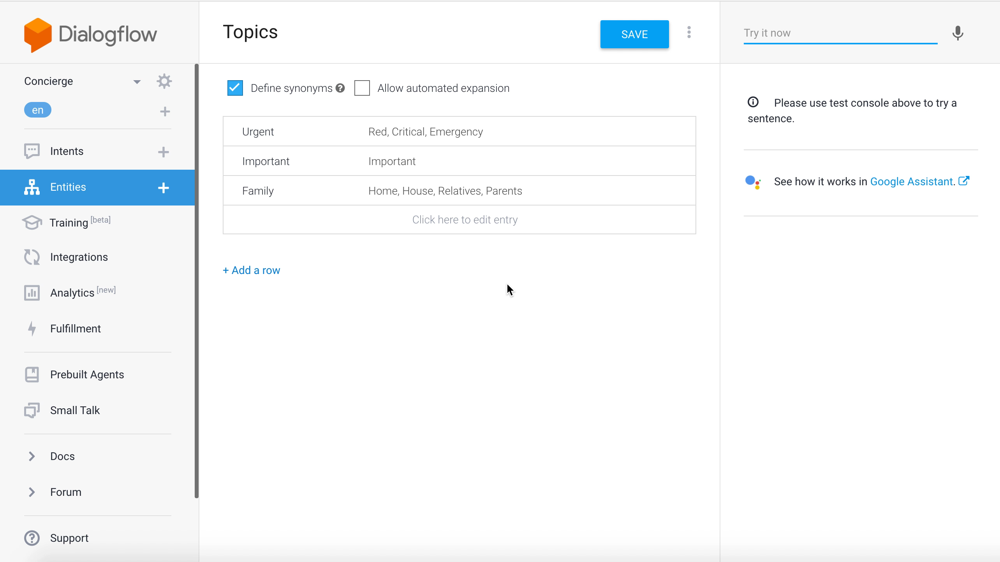 Dialogflow
Concierge
en
Intents
Entities
Training [beta]
Integrations
Analytics [new]
Fulfillment
Prebuilt Agents
Small Talk
Docs
Forum
Support
Topics
SAVE
Define synonyms
Allow automated expansion
Urgent Red, Critical, Emergency
Important Important
Family Home, House, Relatives, Parents
Click here to edit entry
+ Add a row
Try it now
Please use test console above to try a
sentence.
See how it works in Google Assistant.